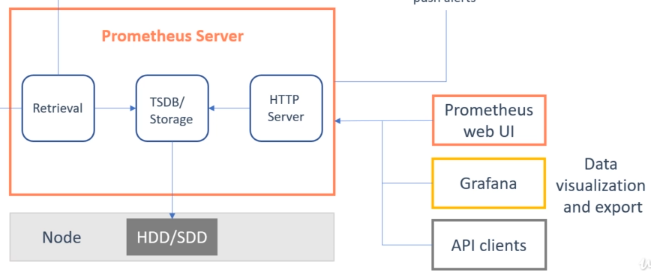 push alerts
Prometheus Server
Retrieval
TSDB/
Storage
HTTP
Server
Prometheus
web UI
Grafana
Data
visualization
and export
Node
HDD/SDD
API clients